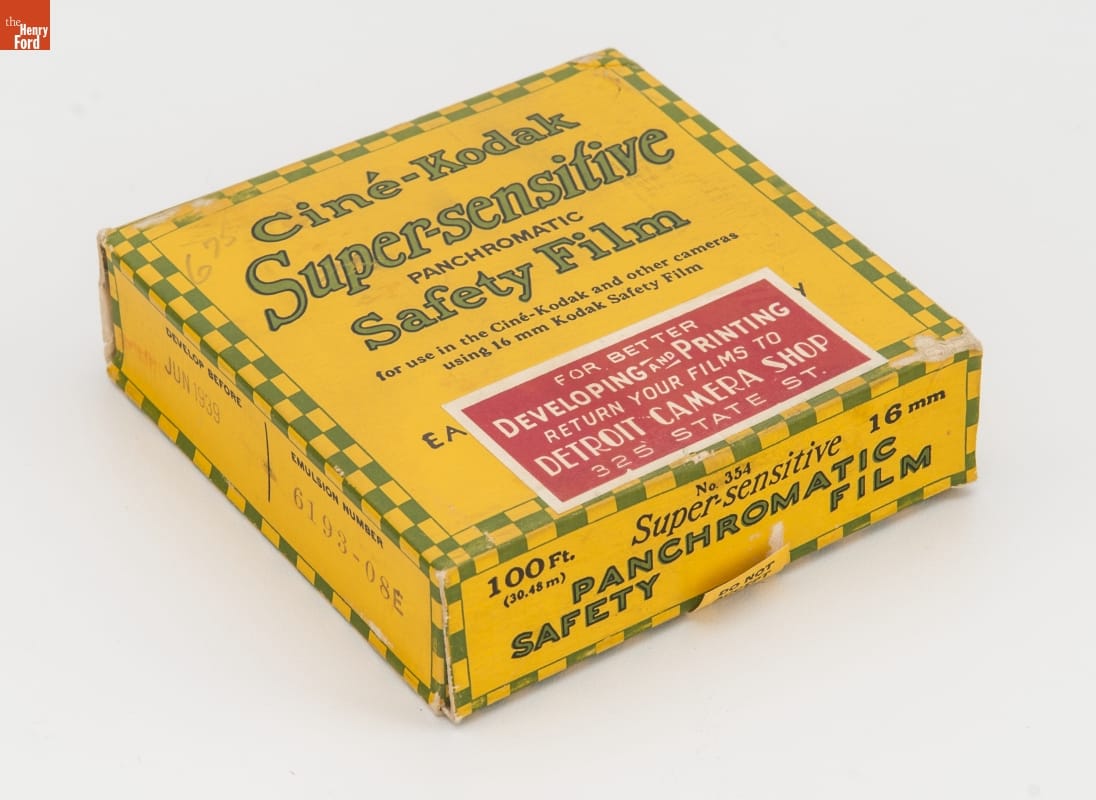 the
Henry
Ford
675
Ciné-Kodak
Super-sensitive
PANCHROMATIC
Safety Film
for use in the Ciné-Kodak and other cameras
using 16 mm Kodak Safety Film
FOR BETTER
DEVELOPING AND PRINTING
RETURN YOUR FILMS TO
DETROIT CAMERA SHOP
325 STATE ST.
DEVELOP BEFORE
JUN 1939
EMULSION NUMBER
6193-08E
No. 354
16 mm
Super-sensitive
100 Ft.
(30.48 m)
PANCHROMATIC
SAFETY FILM
DO NOT